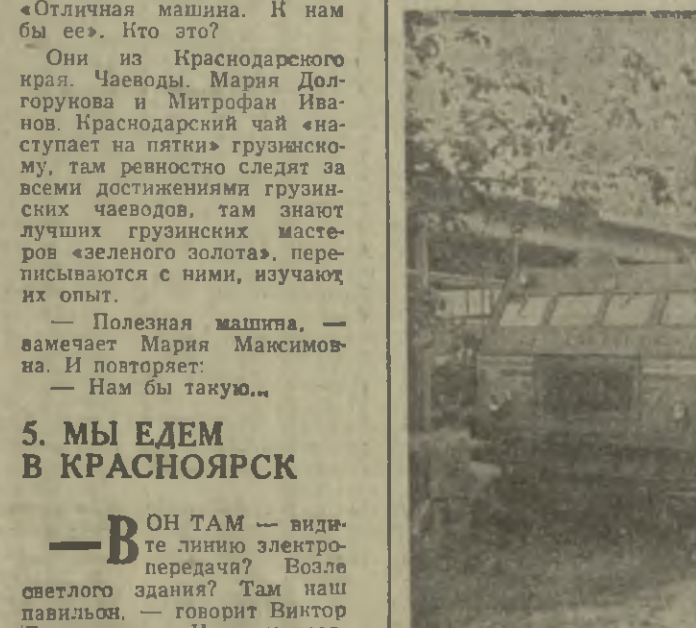 «Отличная машина. К нам
бы ее». Кто это?
Они из Краснодарского
края. Чаеводы. Мария Дол-
горукова и Митрофан Ива-
нов. Краснодарский чай «на-
ступает на пятки» грузинско-
му, там ревностно следят за
всеми достижениями грузин-
ских чаеводов, там знают
лучших грузинских масте-
ров «зеленого золота», пере-
писываются с ними, изучают
их опыт.
— Полезная машина, —
замечает Мария Максимов-
на. И повторяет:
— Нам бы такую...
5. МЫ ЕДЕМ
В КРАСНОЯРСК
— ВОН ТАМ — види-
те линию электро-
передачи? Возле
светлого здания? Там наш
павильон, — говорит Виктор